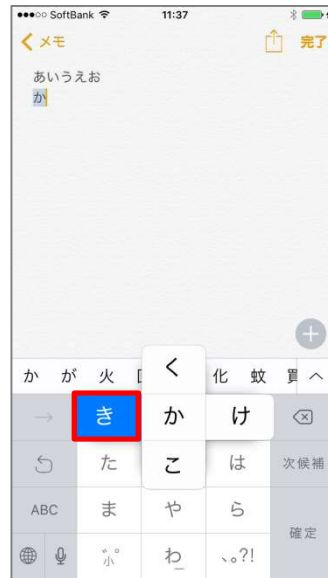 SoftBank 11:37
メモ 完了
あいうえお
か
か が 火 く 化 蚊 買
き か け
た こ は 次候補
ABC ま や ら
小 わ 、。?! 確定